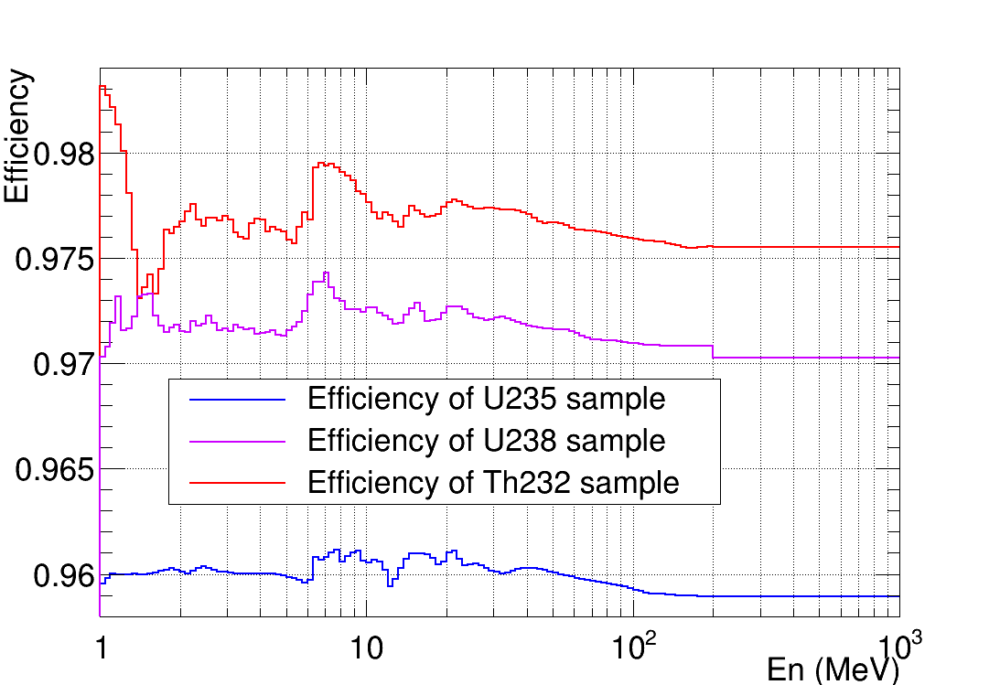 Efficiency
0.98
0.975
0.97
0.965
0.96
Efficiency of U235 sample
Efficiency of U238 sample
Efficiency of Th232 sample
1 10 10² 10³
En (MeV)